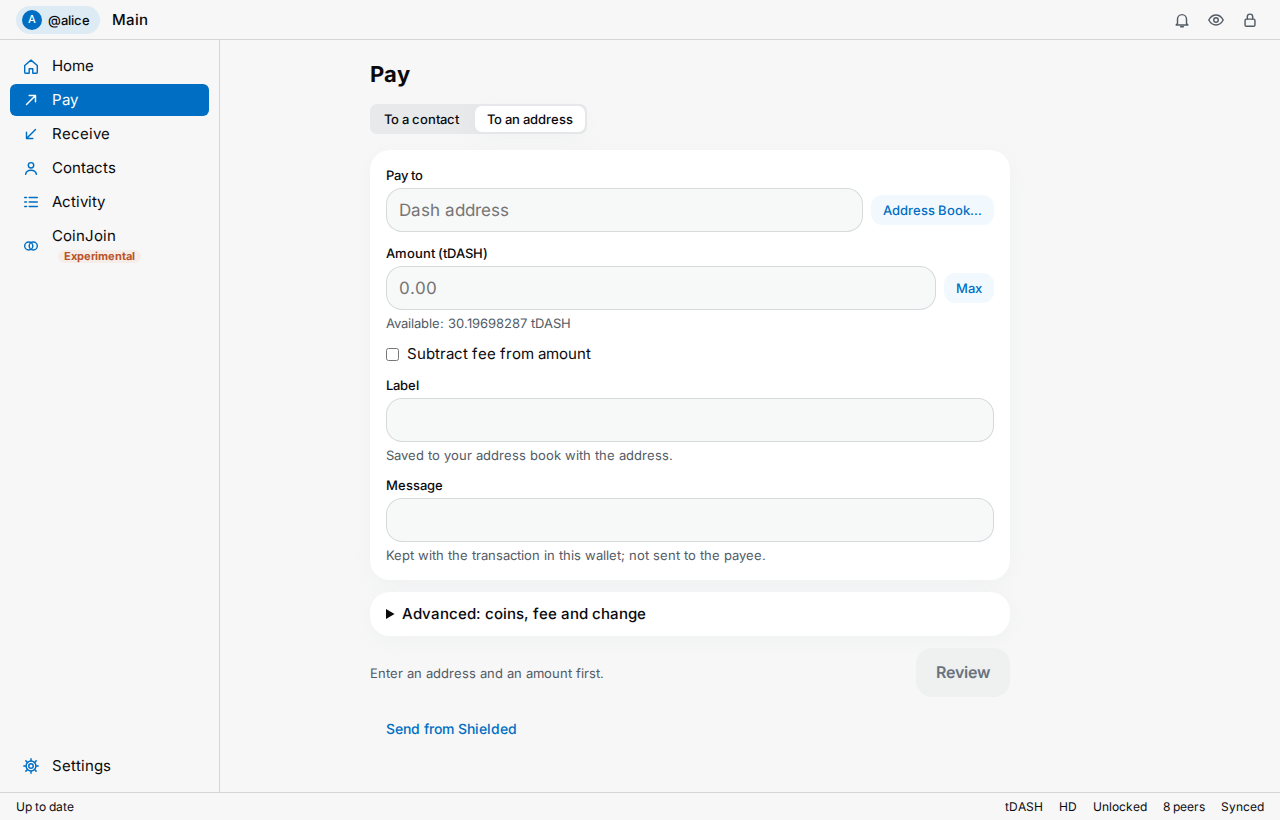 A @alice Main
Home
Pay
Receive
Contacts
Activity
CoinJoin
Experimental
Settings
Pay
To a contact To an address
Pay to
Dash address Address Book...
Amount (tDASH)
0.00 Max
Available: 30.19698287 tDASH
Subtract fee from amount
Label
Saved to your address book with the address.
Message
Kept with the transaction in this wallet; not sent to the payee.
Advanced: coins, fee and change
Enter an address and an amount first. Review
Send from Shielded
Up to date tDASH HD Unlocked 8 peers Synced